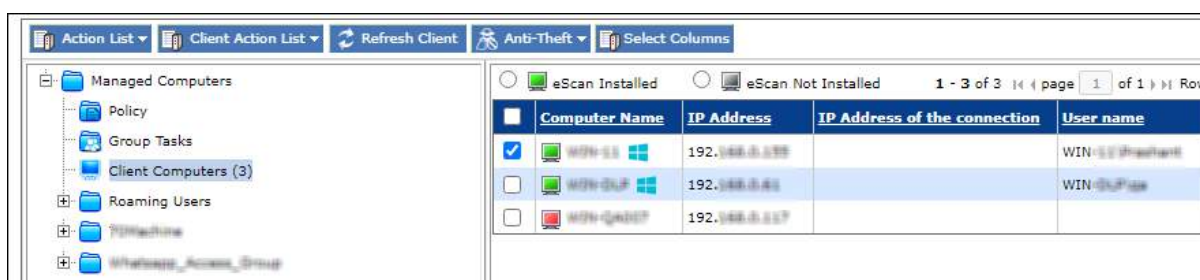 Action List Client Action List Refresh Client Anti-Theft Select Columns
Managed Computers
Policy
Group Tasks
Client Computers (3)
Roaming Users
eScan Installed eScan Not Installed 1 - 3 of 3 page 1 of 1 Rov
Computer Name IP Address IP Address of the connection User name
192. WIN-
192. WIN-
192.